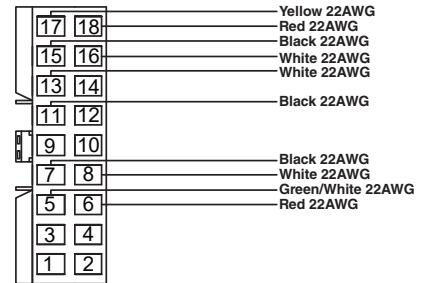 Yellow 22AWG
17 18 Red 22AWG
Black 22AWG
15 16 White 22AWG
White 22AWG
13 14
Black 22AWG
11 12
9 10
Black 22AWG
7 8 White 22AWG
Green/White 22AWG
5 6 Red 22AWG
3 4
1 2